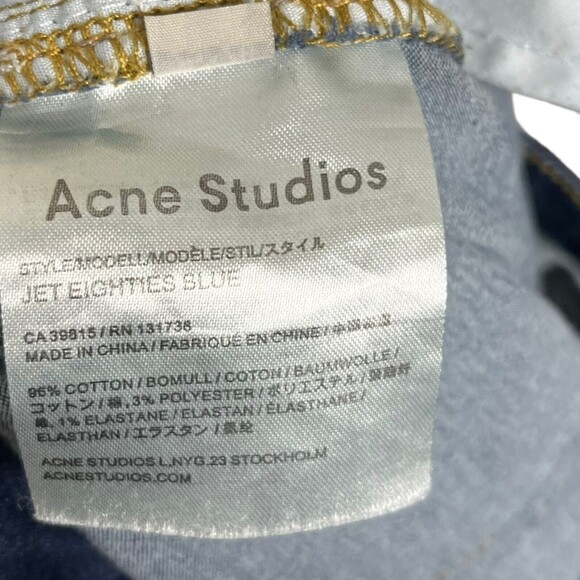 Acne Studios
STYLE/MODELL/MODÈLE/STIL/スタイル
JET EIGHTIES BLUE
CA 39815 / RN 131736
MADE IN CHINA / FABRIQUÉ EN CHINE /
96% COTTON / BOMULL / COTON / BAUMWOLLE /
コットン / 棉, 3% POLYESTER / ポリエステル /
1% ELASTANE / ELASTAN / ÉLASTHANE /
ELASTHAN / エラスタン /
ACNE STUDIOS L,NYG.23 STOCKHOLM
ACNESTUDIOS.COM